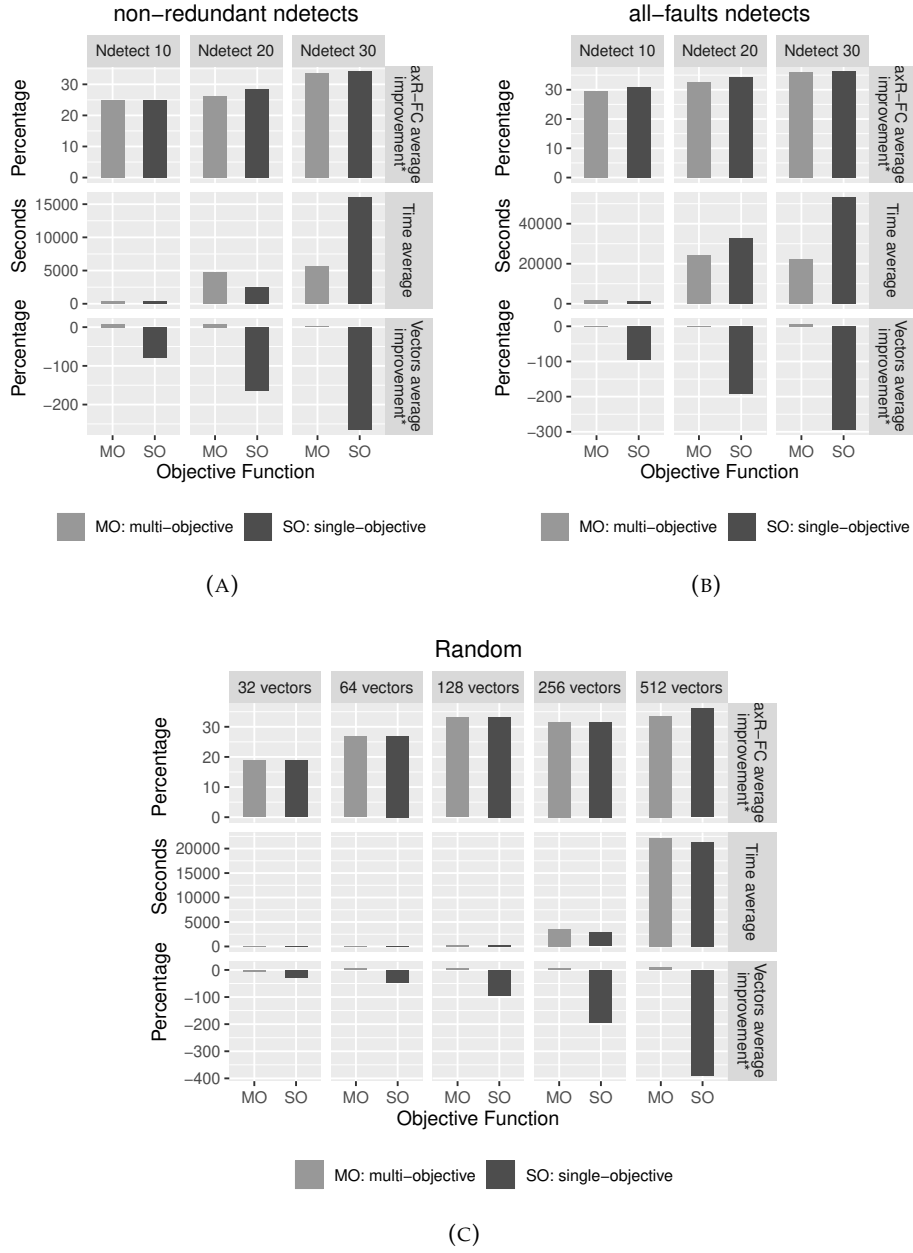 non−redundant ndetects
Ndetect 10 Ndetect 20 Ndetect 30
Percentage
30
20
10
0
axR−FC average
improvement*
Seconds
15000
10000
5000
0
Time average
Percentage
0
−100
−200
Vectors average
improvement*
MO SO MO SO MO SO
Objective Function
MO: multi−objective SO: single−objective
(A)
all−faults ndetects
Ndetect 10 Ndetect 20 Ndetect 30
Percentage
30
20
10
0
axR−FC average
improvement*
Seconds
40000
20000
0
Time average
Percentage
0
−100
−200
−300
Vectors average
improvement*
MO SO MO SO MO SO
Objective Function
MO: multi−objective SO: single−objective
(B)
Random
32 vectors 64 vectors 128 vectors 256 vectors 512 vectors
Percentage
30
20
10
0
axR−FC average
improvement*
Seconds
20000
15000
10000
5000
0
Time average
Percentage
0
−100
−200
−300
−400
Vectors average
improvement*
MO SO MO SO MO SO MO SO MO SO
Objective Function
MO: multi−objective SO: single−objective
(C)